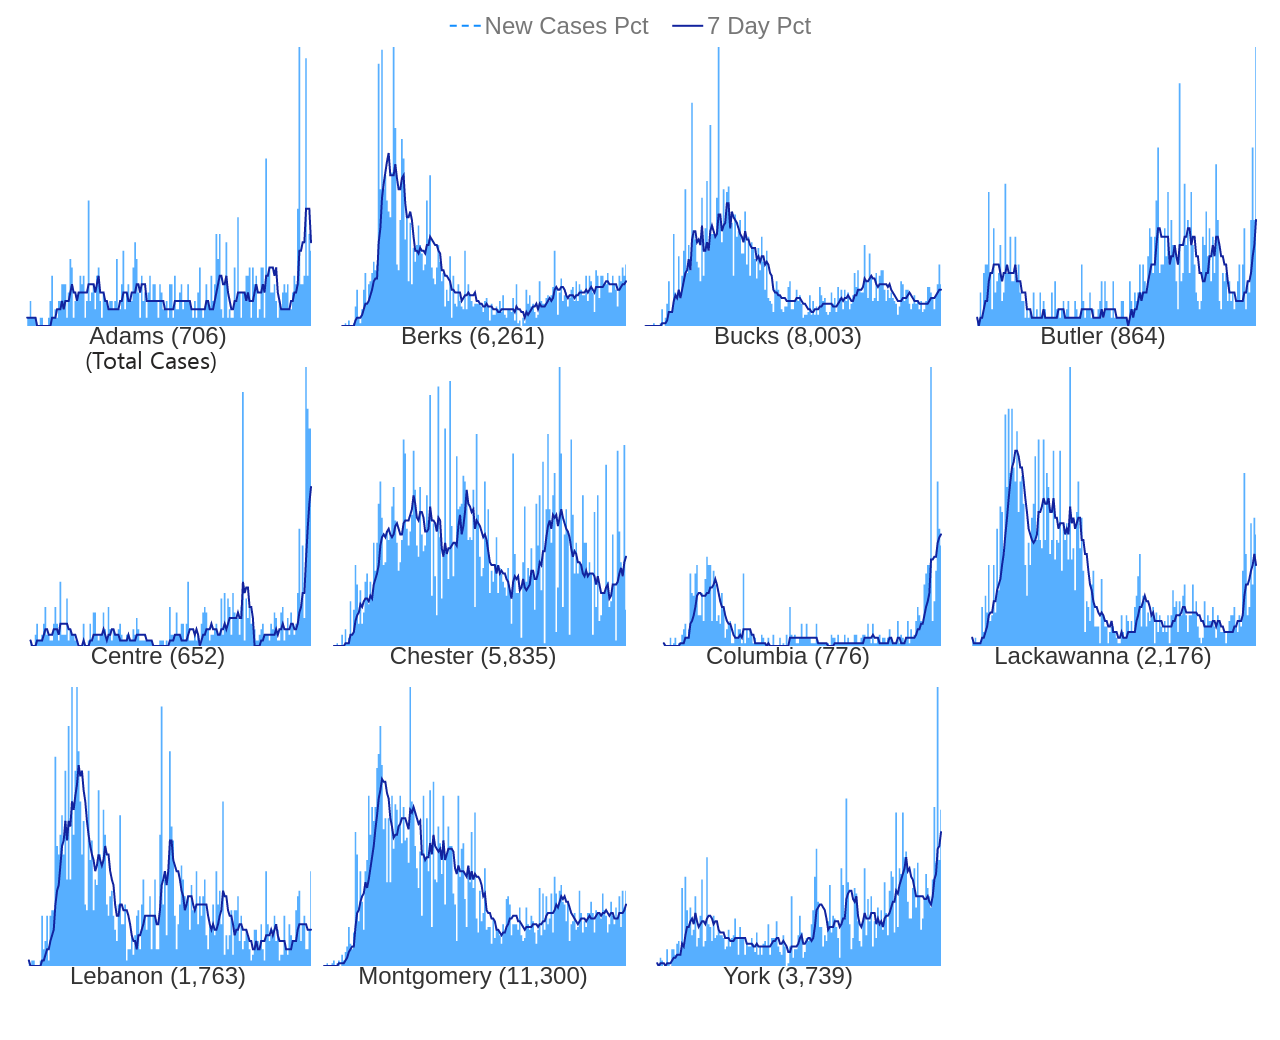 New Cases Pct 7 Day Pct
Adams (706) Berks (6,261) Bucks (8,003) Butler (864)
(Total Cases)
Centre (652) Chester (5,835) Columbia (776) Lackawanna (2,176)
Lebanon (1,763) Montgomery (11,300) York (3,739)